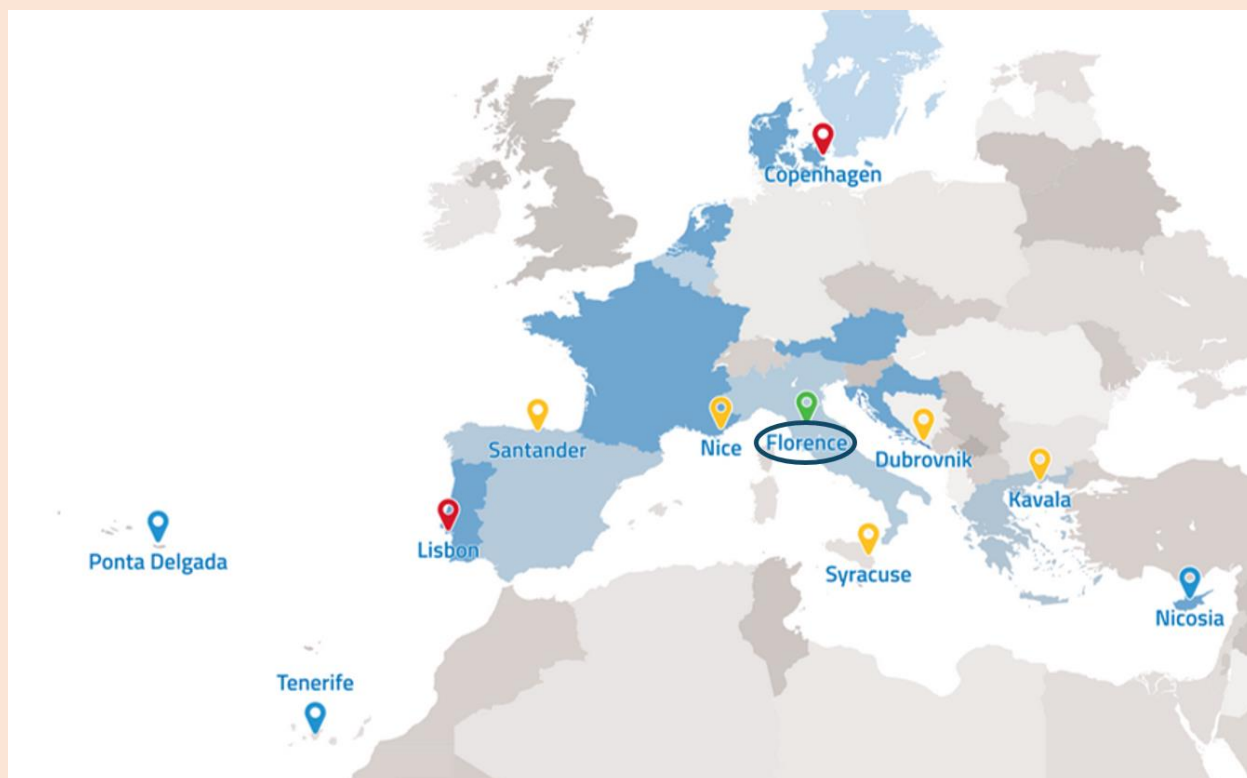 Copenhagen
Santander
Nice
Florence
Dubrovnik
Kavala
Lisbon
Ponta Delgada
Syracuse
Nicosia
Tenerife